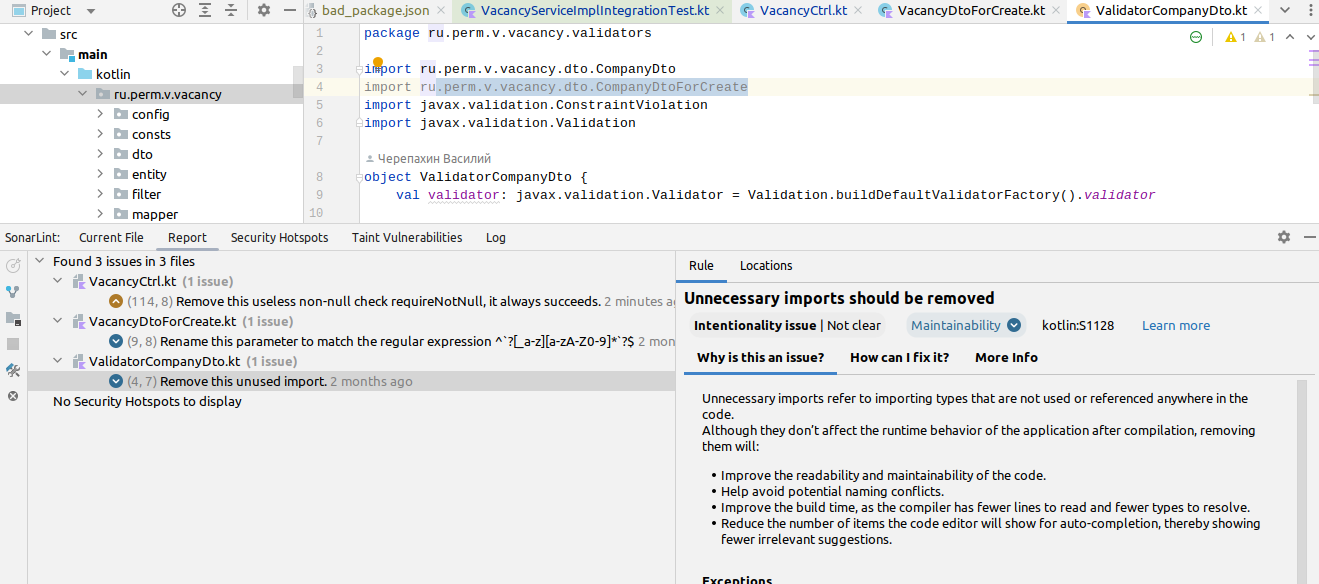 Project
bad_package.json
VacancyServiceImplIntegrationTest.kt
VacancyCtrl.kt
VacancyDtoForCreate.kt
ValidatorCompanyDto.kt
src
main
kotlin
ru.perm.v.vacancy
config
consts
dto
entity
filter
mapper
1 package ru.perm.v.vacancy.validators
2
3 import ru.perm.v.vacancy.dto.CompanyDto
4 import ru.perm.v.vacancy.dto.CompanyDtoForCreate
5 import javax.validation.ConstraintViolation
6 import javax.validation.Validation
7
Черепахин Василий
8 object ValidatorCompanyDto {
9 val validator: javax.validation.Validator = Validation.buildDefaultValidatorFactory().validator
10
1 1
SonarLint: Current File Report Security Hotspots Taint Vulnerabilities Log
Found 3 issues in 3 files
VacancyCtrl.kt (1 issue)
(114, 8) Remove this useless non-null check requireNotNull, it always succeeds. 2 minutes
VacancyDtoForCreate.kt (1 issue)
(9, 8) Rename this parameter to match the regular expression ^`?[_a-z][a-zA-Z0-9]*`?$ 2 mon
ValidatorCompanyDto.kt (1 issue)
(4, 7) Remove this unused import. 2 months ago
No Security Hotspots to display
Rule Locations
Unnecessary imports should be removed
Intentionality issue | Not clear Maintainability kotlin:S1128 Learn more
Why is this an issue? How can I fix it? More Info
Unnecessary imports refer to importing types that are not used or referenced anywhere in the
code.
Although they don’t affect the runtime behavior of the application after compilation, removing
them will:
• Improve the readability and maintainability of the code.
• Help avoid potential naming conflicts.
• Improve the build time, as the compiler has fewer lines to read and fewer types to resolve.
• Reduce the number of items the code editor will show for auto-completion, thereby showing
fewer irrelevant suggestions.
Exceptions